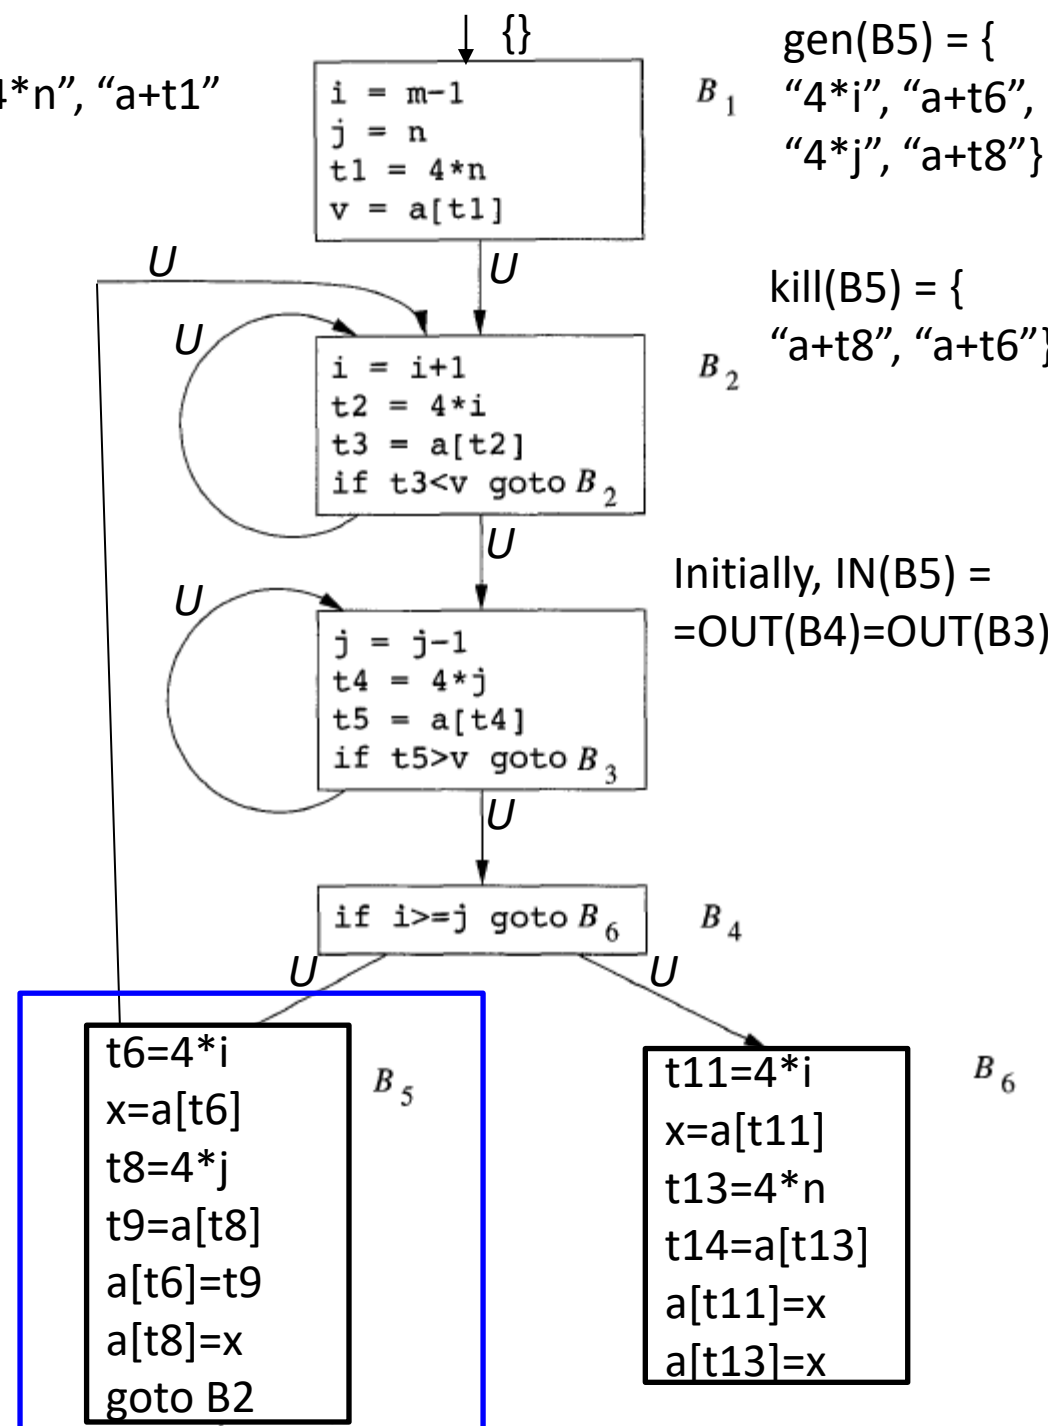 {}
4*n”, “a+t1”
i = m-1
j = n
t1 = 4*n
v = a[t1]
B1
gen(B5) = {
“4*i”, “a+t6”,
“4*j”, “a+t8”}
U
U
kill(B5) = {
“a+t8”, “a+t6”}
U
i = i+1
t2 = 4*i
t3 = a[t2]
if t3<v goto B2
B2
U
Initially, IN(B5) =
=OUT(B4)=OUT(B3)
U
j = j-1
t4 = 4*j
t5 = a[t4]
if t5>v goto B3
U
if i>=j goto B6
B4
U
U
t6=4*i
x=a[t6]
t8=4*j
t9=a[t8]
a[t6]=t9
a[t8]=x
goto B2
B5
t11=4*i
x=a[t11]
t13=4*n
t14=a[t13]
a[t11]=x
a[t13]=x
B6